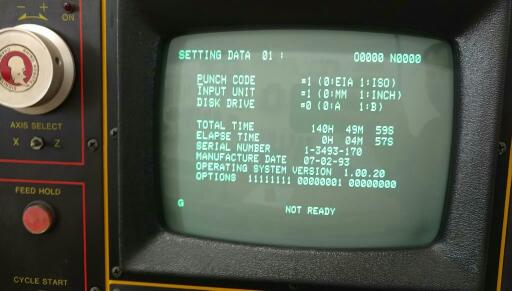 - +
ON
AXIS SELECT
X Z
FEED HOLD
CYCLE START
SETTING DATA 01 : O0000 N0000
PUNCH CODE =1 (0:EIA 1:ISO)
INPUT UNIT =1 (0:MM 1:INCH)
DISK DRIVE =0 (0:A 1:B)
TOTAL TIME 140H 49M 59S
ELAPSE TIME 0H 04M 57S
SERIAL NUMBER 1-3493-170
MANUFACTURE DATE 07-02-93
OPERATING SYSTEM VERSION 1.00.20
OPTIONS 11111111 00000001 00000000
G
NOT READY